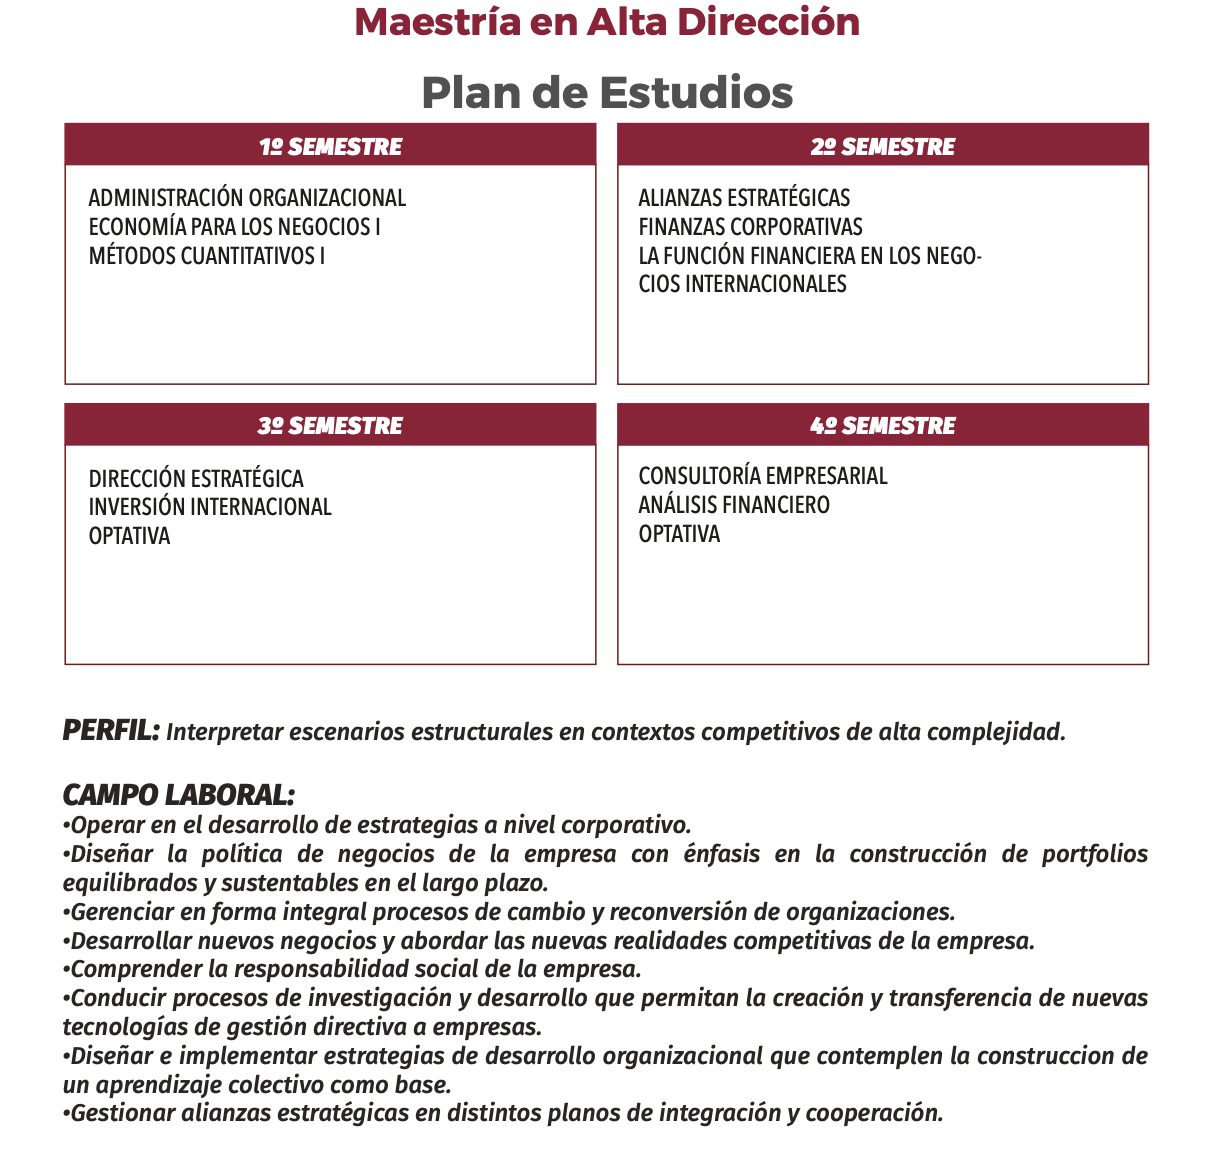 Maestría en Alta Dirección
Plan de Estudios
1º SEMESTRE
ADMINISTRACIÓN ORGANIZACIONAL
ECONOMÍA PARA LOS NEGOCIOS I
MÉTODOS CUANTITATIVOS I
2º SEMESTRE
ALIANZAS ESTRATÉGICAS
FINANZAS CORPORATIVAS
LA FUNCIÓN FINANCIERA EN LOS NEGO-
CIOS INTERNACIONALES
3º SEMESTRE
DIRECCIÓN ESTRATÉGICA
INVERSIÓN INTERNACIONAL
OPTATIVA
4º SEMESTRE
CONSULTORÍA EMPRESARIAL
ANÁLISIS FINANCIERO
OPTATIVA
PERFIL: Interpretar escenarios estructurales en contextos competitivos de alta complejidad.
CAMPO LABORAL:
•Operar en el desarrollo de estrategias a nivel corporativo.
•Diseñar la política de negocios de la empresa con énfasis en la construcción de portfolios
equilibrados y sustentables en el largo plazo.
•Gerenciar en forma integral procesos de cambio y reconversión de organizaciones.
•Desarrollar nuevos negocios y abordar las nuevas realidades competitivas de la empresa.
•Comprender la responsabilidad social de la empresa.
•Conducir procesos de investigación y desarrollo que permitan la creación y transferencia de nuevas
tecnologías de gestión directiva a empresas.
•Diseñar e implementar estrategias de desarrollo organizacional que contemplen la construccion de
un aprendizaje colectivo como base.
•Gestionar alianzas estratégicas en distintos planos de integración y cooperación.